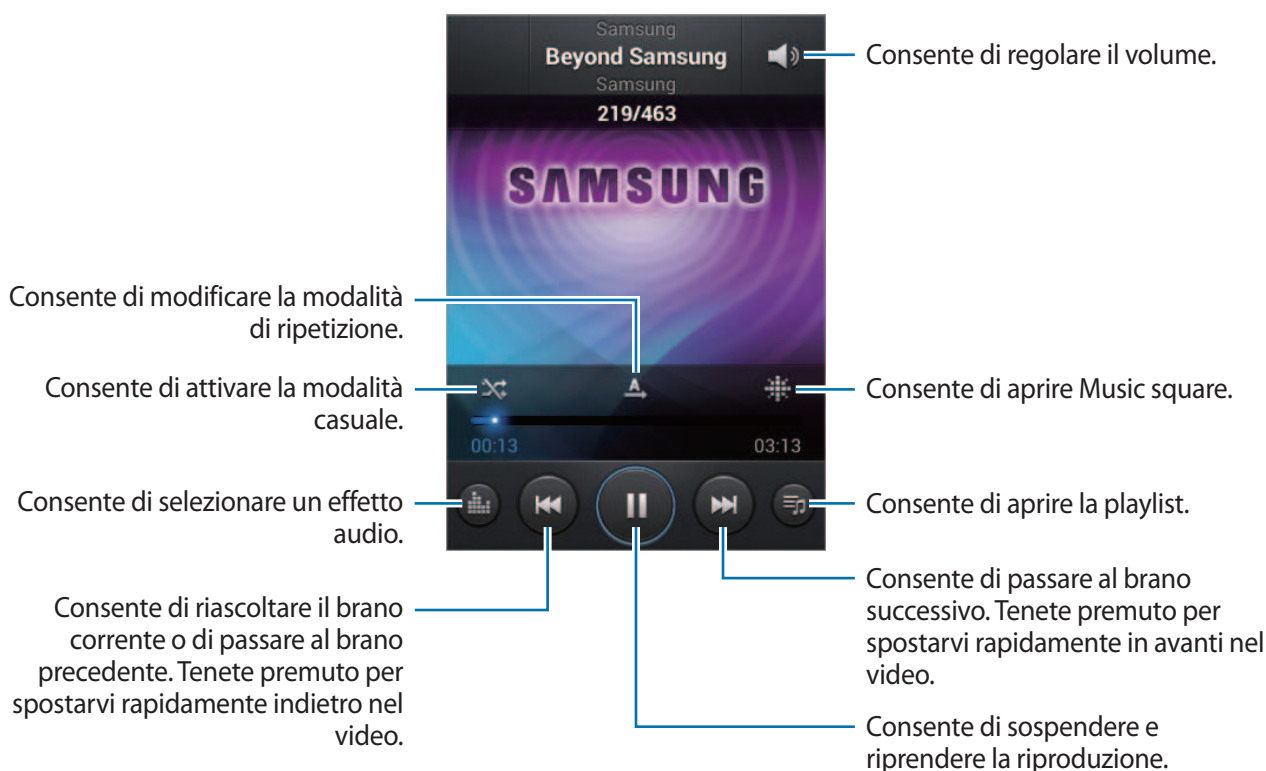 Samsung
Beyond Samsung
Samsung
219/463
SAMSUNG
Consente di regolare il volume.
Consente di modificare la modalità
di ripetizione.
Consente di attivare la modalità
casuale.
A
Consente di aprire Music square.
00:13
03:13
Consente di selezionare un effetto
audio.
Consente di aprire la playlist.
Consente di riascoltare il brano
corrente o di passare al brano
precedente. Tenete premuto per
spostarvi rapidamente indietro nel
video.
Consente di passare al brano
successivo. Tenete premuto per
spostarvi rapidamente in avanti nel
video.
Consente di sospendere e
riprendere la riproduzione.